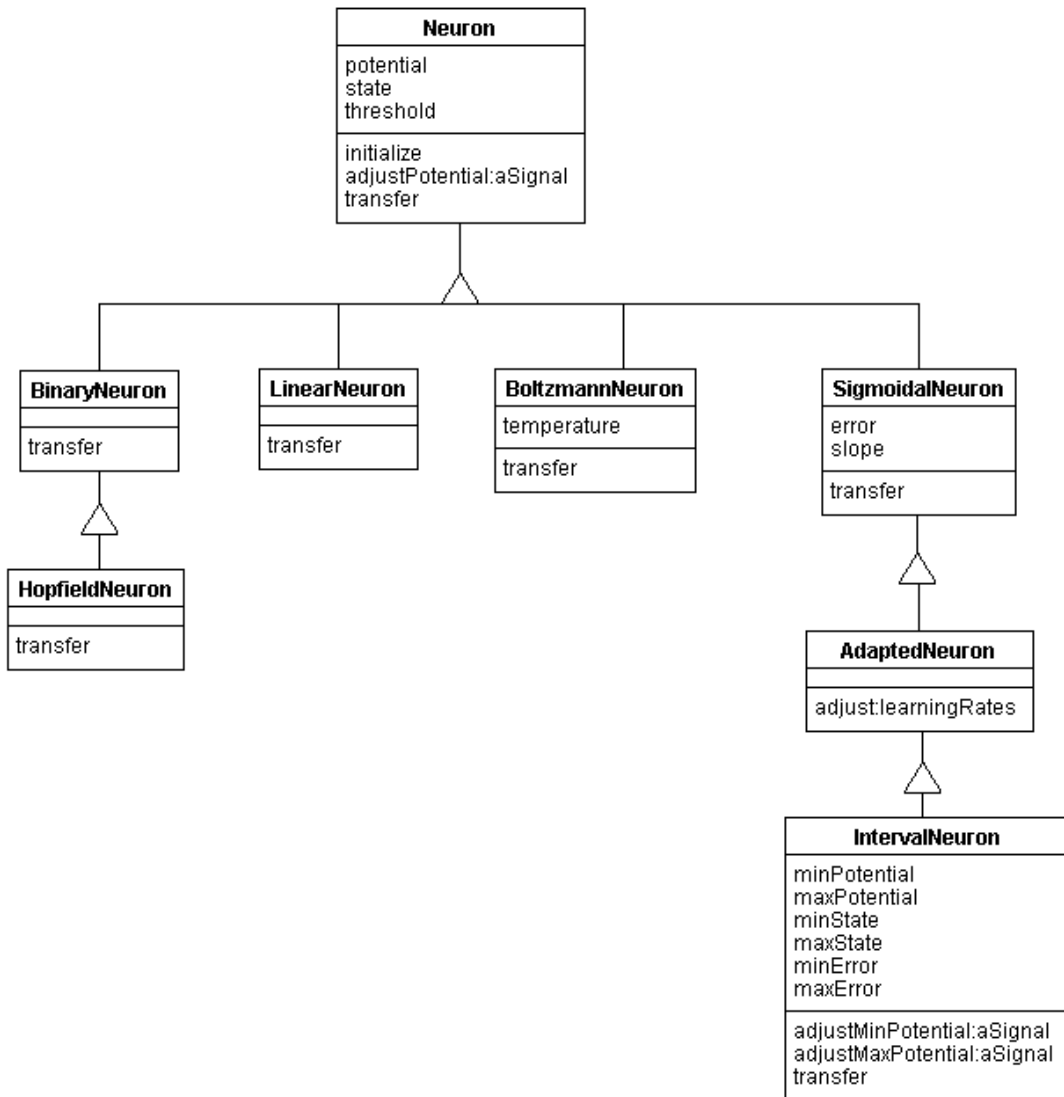 Neuron
potential
state
threshold
initialize
adjustPotential:aSignal
transfer
BinaryNeuron
transfer
LinearNeuron
transfer
BoltzmannNeuron
temperature
transfer
SigmoidalNeuron
error
slope
transfer
HopfieldNeuron
transfer
AdaptedNeuron
adjust:learningRates
IntervalNeuron
minPotential
maxPotential
minState
maxState
minError
maxError
adjustMinPotential:aSignal
adjustMaxPotential:aSignal
transfer